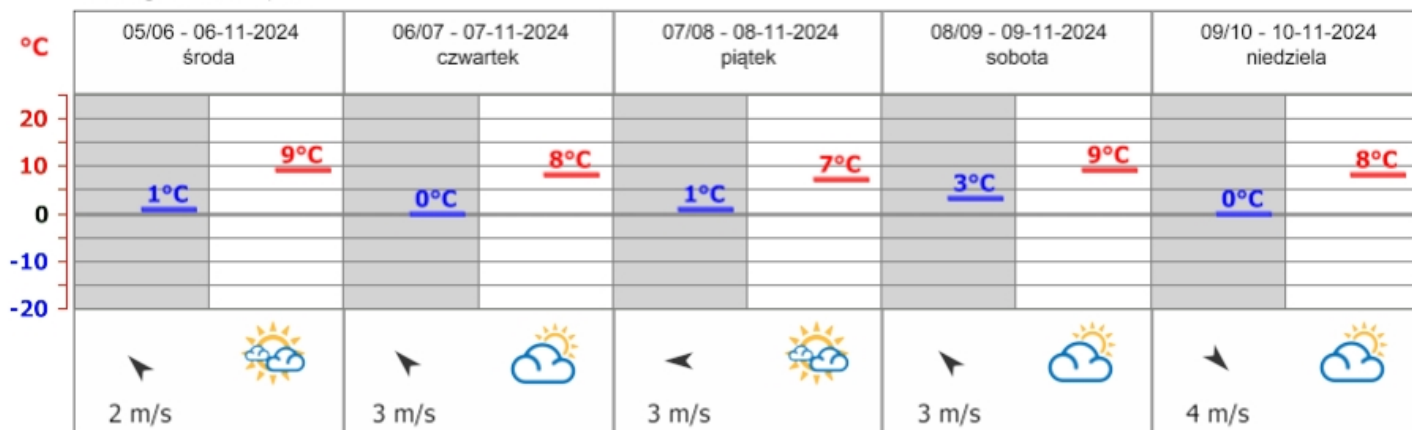 °C
05/06 - 06-11-2024
środa
06/07 - 07-11-2024
czwartek
07/08 - 08-11-2024
piątek
08/09 - 09-11-2024
sobota
09/10 - 10-11-2024
niedziela
20
10
0
-10
-20
1°C
9°C
0°C
8°C
1°C
7°C
3°C
9°C
0°C
8°C
2 m/s
3 m/s
3 m/s
3 m/s
4 m/s